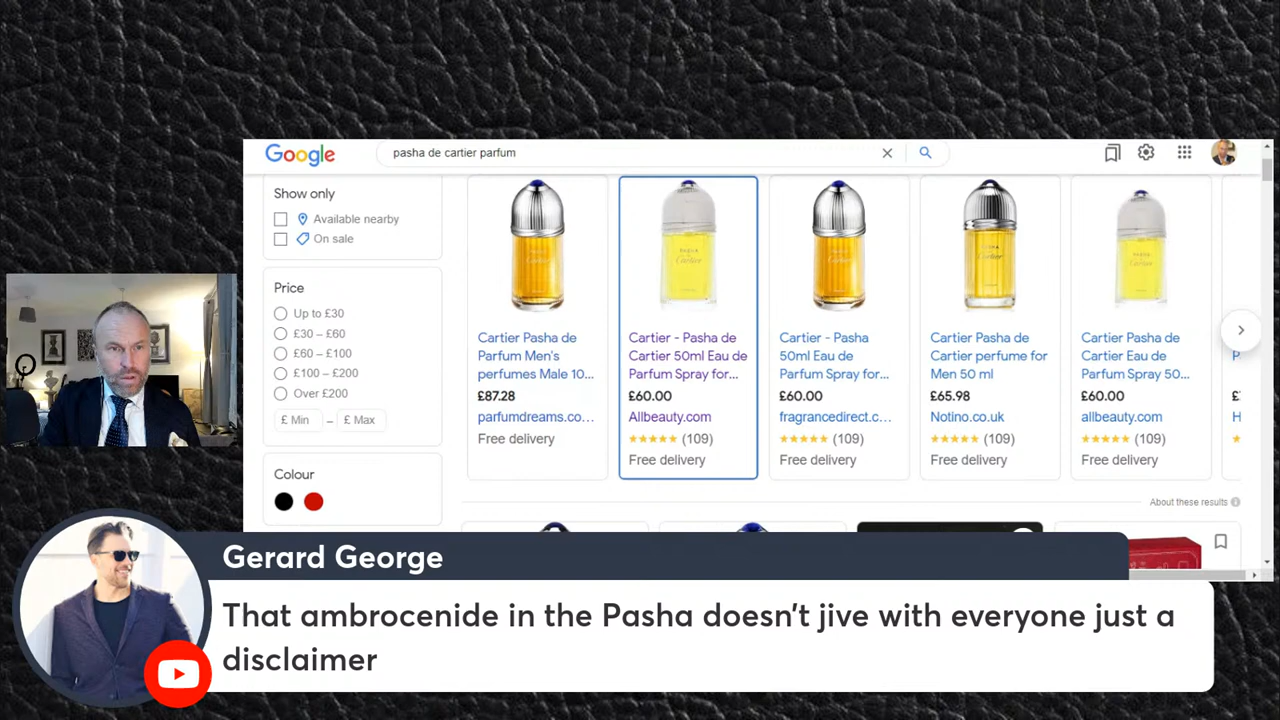 Google
pasha de cartier parfum
Show only
Available nearby
On sale
Price
Up to £30
£30 – £60
£60 – £100
£100 – £200
Over £200
£ Min – £ Max
Colour
Cartier Pasha de
Parfum Men's
perfumes Male 10...
£87.28
parfumdreams.co...
Free delivery
Cartier - Pasha de
Cartier 50ml Eau de
Parfum Spray for...
£60.00
Allbeauty.com
(109)
Free delivery
Cartier - Pasha
50ml Eau de
Parfum Spray for...
£60.00
fragrancedirect.c...
(109)
Free delivery
Cartier Pasha de
Cartier perfume for
Men 50 ml
£65.98
Notino.co.uk
(109)
Free delivery
Cartier Pasha de
Cartier Eau de
Parfum Spray 50...
£60.00
allbeauty.com
(109)
Free delivery
P
£
H
About these results
Gerard George
That ambrocenide in the Pasha doesn't jive with everyone just a
disclaimer